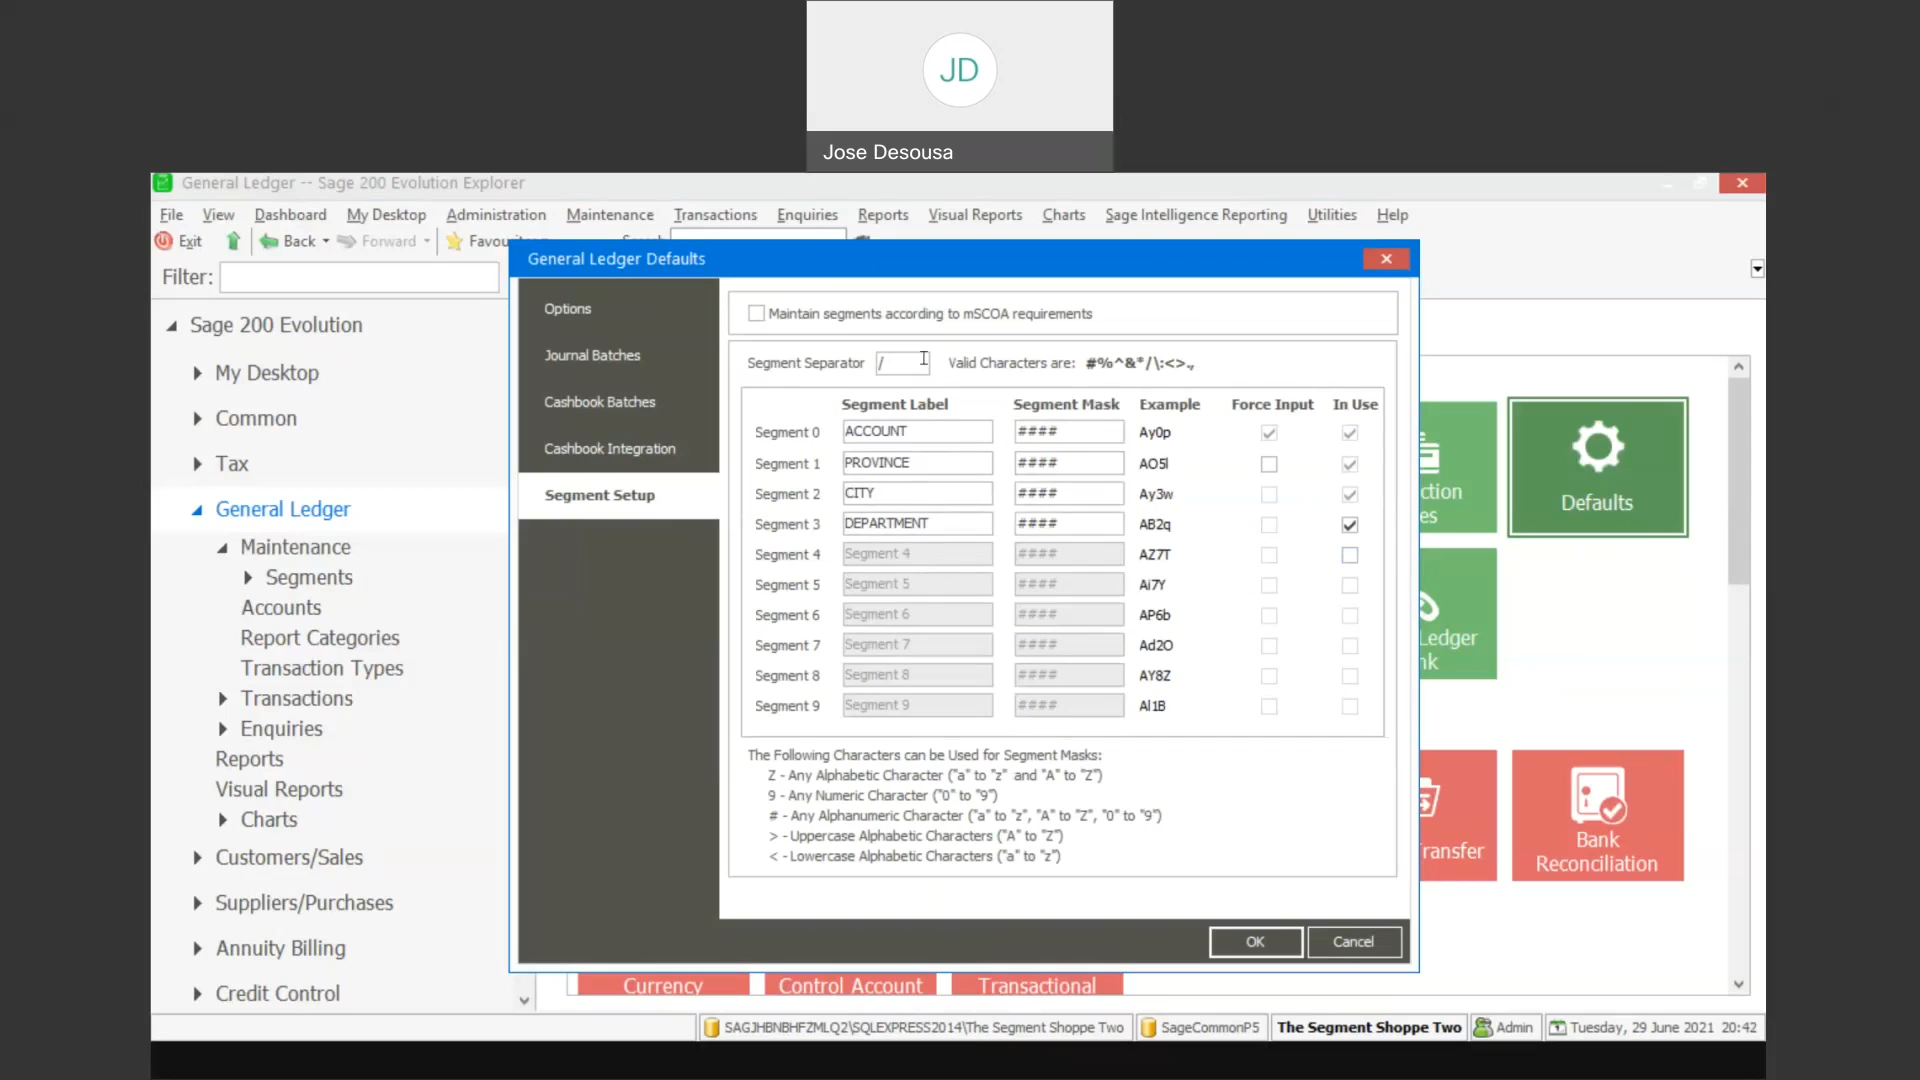 JD
Jose Desousa
General Ledger -- Sage 200 Evolution Explorer
File View Dashboard My Desktop Administration Maintenance Transactions Enquiries Reports Visual Reports Charts Sage Intelligence Reporting Utilities Help
Exit Back Forward
Filter:
General Ledger Defaults
Sage 200 Evolution
My Desktop
Common
Tax
General Ledger
Maintenance
Segments
Accounts
Report Categories
Transaction Types
Transactions
Enquiries
Reports
Visual Reports
Charts
Customers/Sales
Suppliers/Purchases
Annuity Billing
Credit Control
Options
Journal Batches
Cashbook Batches
Cashbook Integration
Segment Setup
Maintain segments according to mSCOA requirements
Segment Separator / Valid Characters are: #%^&*/\:<>.,
Segment Label Segment Mask Example Force Input In Use
Segment 0 ACCOUNT #### Ay0p
Segment 1 PROVINCE #### AO5l
Segment 2 CITY #### Ay3w
Segment 3 DEPARTMENT #### AB2q
Segment 4 Segment 4 #### AZ7T
Segment 5 Segment 5 #### Ai7Y
Segment 6 Segment 6 #### AP6b
Segment 7 Segment 7 #### Ad2O
Segment 8 Segment 8 #### AY8Z
Segment 9 Segment 9 #### Al1B
The Following Characters can be Used for Segment Masks:
Z - Any Alphabetic Character ("a" to "z" and "A" to "Z")
9 - Any Numeric Character ("0" to "9")
# - Any Alphanumeric Character ("a" to "z", "A" to "Z", "0" to "9")
> - Uppercase Alphabetic Characters ("A" to "Z")
< - Lowercase Alphabetic Characters ("a" to "z")
OK Cancel
Defaults
Ledger
Bank
Reconciliation
Currency Control Account Transactional
SAGJHBNBHFZMLQ2\SQLEXPRESS2014\The Segment Shoppe Two SageCommonP5 The Segment Shoppe Two Admin Tuesday, 29 June 2021 20:42